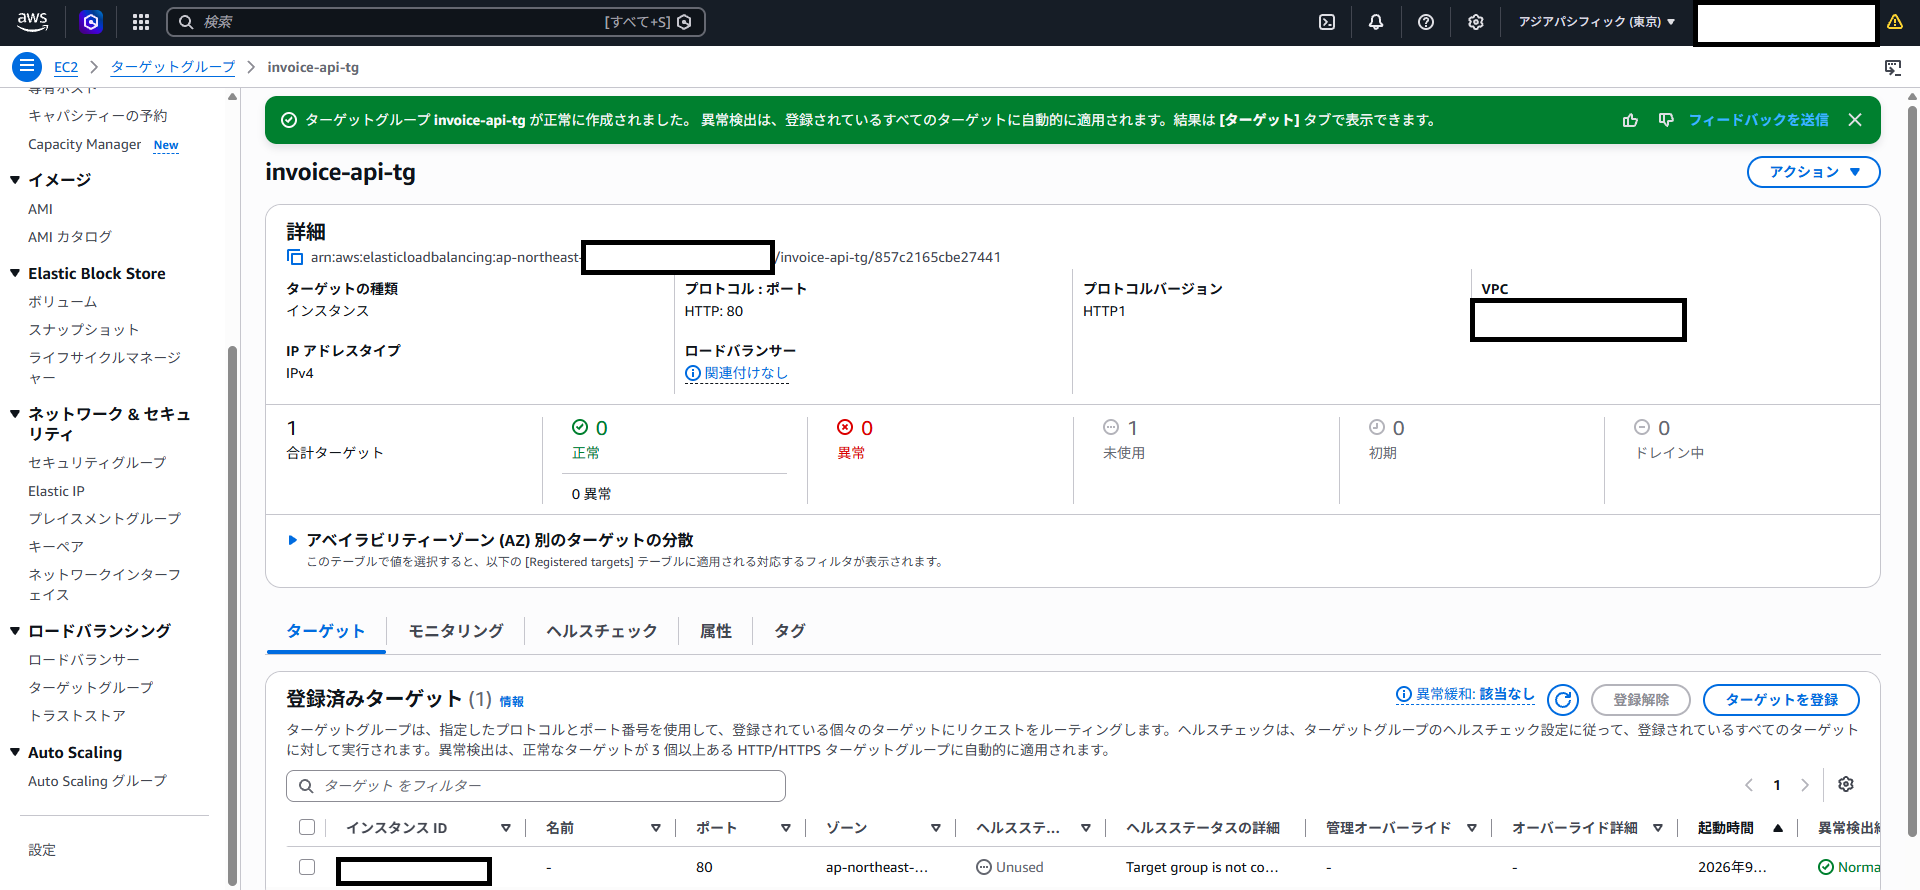 aws
検索
[すべて+S]
アジアパシフィック (東京)
EC2
ターゲットグループ
invoice-api-tg
キャパシティーの予約
Capacity Manager New
イメージ
AMI
AMI カタログ
Elastic Block Store
ボリューム
スナップショット
ライフサイクルマネージ
ャー
ネットワーク & セキュ
リティ
セキュリティグループ
Elastic IP
プレイスメントグループ
キーペア
ネットワークインターフ
ェイス
ロードバランシング
ロードバランサー
ターゲットグループ
トラストストア
Auto Scaling
Auto Scaling グループ
設定
ターゲットグループ invoice-api-tg が正常に作成されました。 異常検出は、登録されているすべてのターゲットに自動的に適用されます。結果は [ターゲット] タブで表示できます。
フィードバックを送信
invoice-api-tg
アクション
詳細
arn:aws:elasticloadbalancing:ap-northeast-
/invoice-api-tg/857c2165cbe27441
ターゲットの種類
インスタンス
プロトコル : ポート
HTTP: 80
プロトコルバージョン
HTTP1
VPC
IP アドレスタイプ
IPv4
ロードバランサー
関連付けなし
1
合計ターゲット
0
正常
0 異常
0
異常
1
未使用
0
初期
0
ドレイン中
アベイラビリティーゾーン (AZ) 別のターゲットの分散
このテーブルで値を選択すると、以下の [Registered targets] テーブルに適用される対応するフィルタが表示されます。
ターゲット
モニタリング
ヘルスチェック
属性
タグ
登録済みターゲット (1) 情報
異常緩和: 該当なし
登録解除
ターゲットを登録
ターゲットグループは、指定したプロトコルとポート番号を使用して、登録されている個々のターゲットにリクエストをルーティングします。ヘルスチェックは、ターゲットグループのヘルスチェック設定に従って、登録されているすべてのターゲット
に対して実行されます。異常検出は、正常なターゲットが 3 個以上ある HTTP/HTTPS ターゲットグループに自動的に適用されます。
ターゲット をフィルター
1
インスタンス ID
名前
ポート
ゾーン
ヘルスステ...
ヘルスステータスの詳細
管理オーバーライド
オーバーライド詳細
起動時間
異常検出
-
80
ap-northeast-...
Unused
Target group is not co...
-
-
2026年9...
Norma